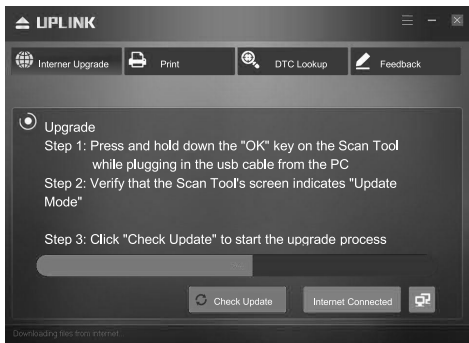 UPLINK
Interner Upgrade
Print
DTC Lookup
Feedback
Upgrade
Step 1: Press and hold down the "OK" key on the Scan Tool
while plugging in the usb cable from the PC
Step 2: Verify that the Scan Tool's screen indicates "Update
Mode"
Step 3: Click "Check Update" to start the upgrade process
Check Update
Internet Connected
Downloading files from internet